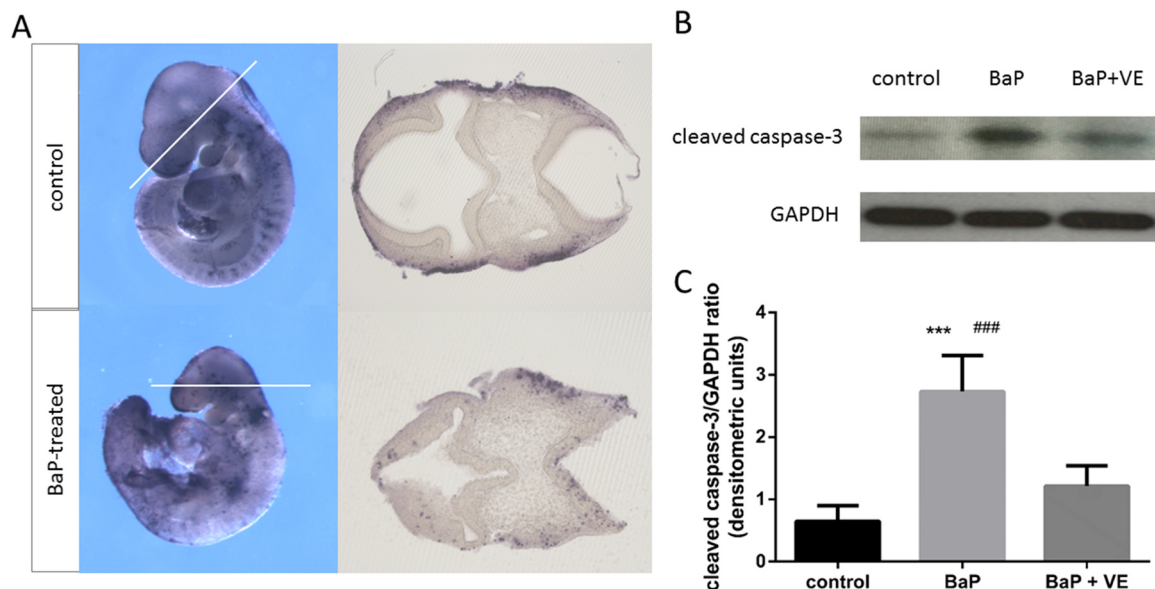 A
control
BaP-treated
B
control BaP BaP+VE
cleaved caspase-3
GAPDH
C
cleaved caspase-3/GAPDH ratio
(densitometric units)
4
3
2
1
0
*** ###
control BaP BaP + VE